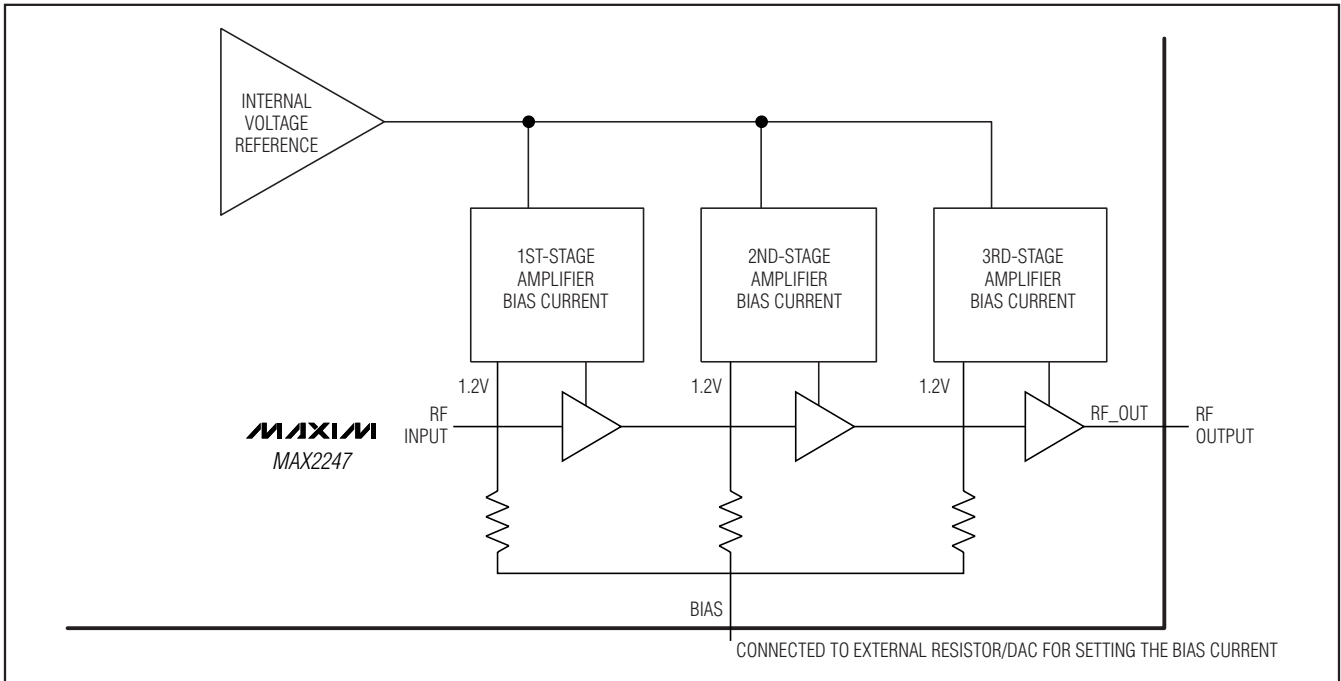 INTERNAL
VOLTAGE
REFERENCE
1ST-STAGE
AMPLIFIER
BIAS CURRENT
2ND-STAGE
AMPLIFIER
BIAS CURRENT
3RD-STAGE
AMPLIFIER
BIAS CURRENT
1.2V
1.2V
1.2V
RF
INPUT
RF_OUT
RF
OUTPUT
MAXIM
MAX2247
BIAS
CONNECTED TO EXTERNAL RESISTOR/DAC FOR SETTING THE BIAS CURRENT